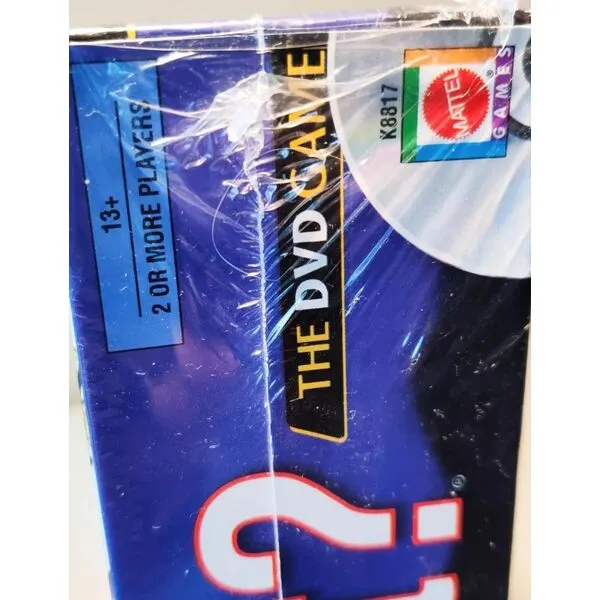 13+
2 OR MORE PLAYERS
THE DVD GAME
K8817
MATTEL®
GAMES
?
®